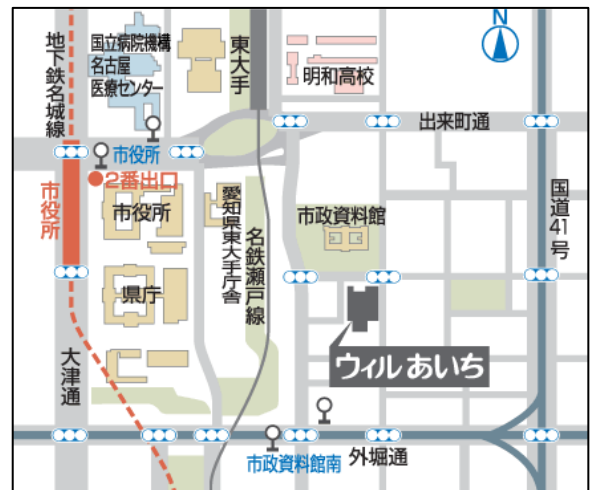 N
地下鉄名城線
国立病院機構
名古屋
医療センター
東大手
明和高校
出来町通
市役所
2番出口
市役所
市役所
愛知県東大手庁舎
名鉄瀬戸線
市政資料館
国道41号
県庁
ウィルあいち
大津通
市政資料館南
外堀通